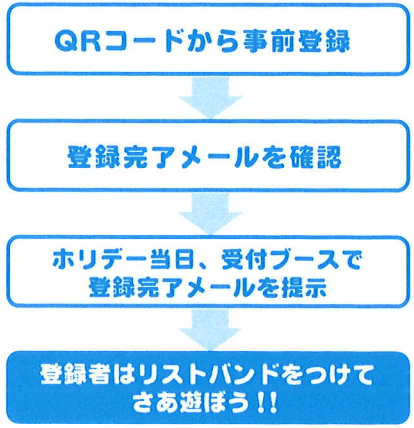 QRコードから事前登録
登録完了メールを確認
ホリデー当日、受付ブースで
登録完了メールを提示
登録者はリストバンドをつけて
さあ遊ぼう!!